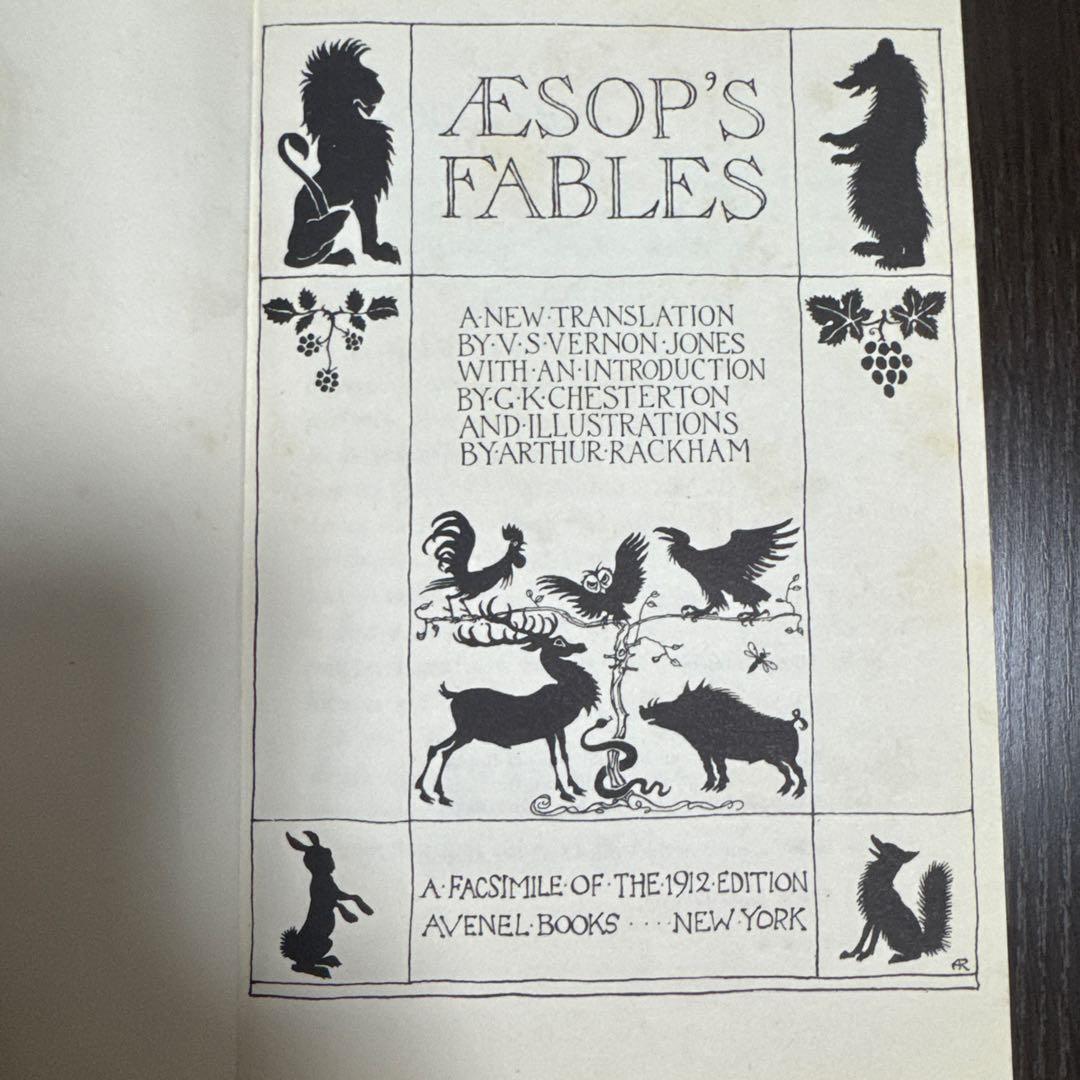 ÆSOP'S
FABLES
A·NEW·TRANSLATION
BY·V·S·VERNON·JONES
WITH·AN·INTRODUCTION
BY·G·K·CHESTERTON
AND·ILLUSTRATIONS
BY·ARTHUR·RACKHAM
A·FACSIMILE·OF·THE·1912·EDITION
AVENEL·BOOKS····NEW·YORK
AR